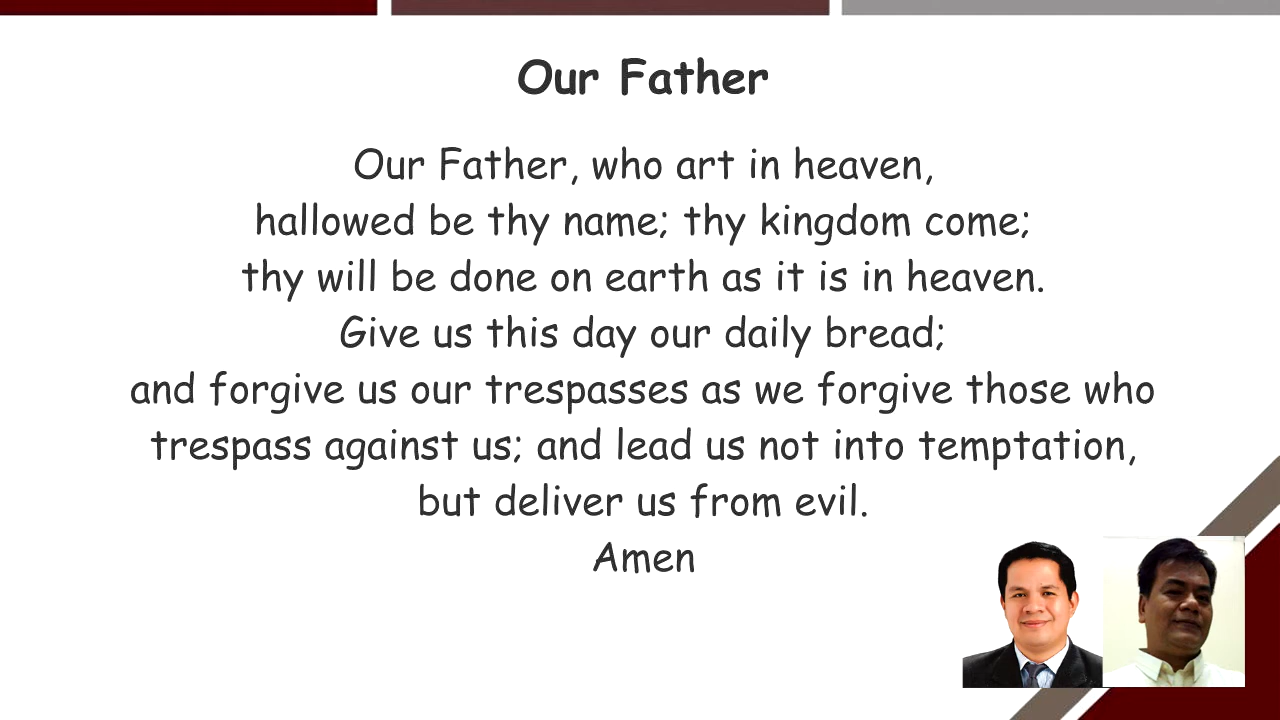 Our Father
Our Father, who art in heaven,
hallowed be thy name; thy kingdom come;
thy will be done on earth as it is in heaven.
Give us this day our daily bread;
and forgive us our trespasses as we forgive those who
trespass against us; and lead us not into temptation,
but deliver us from evil.
Amen